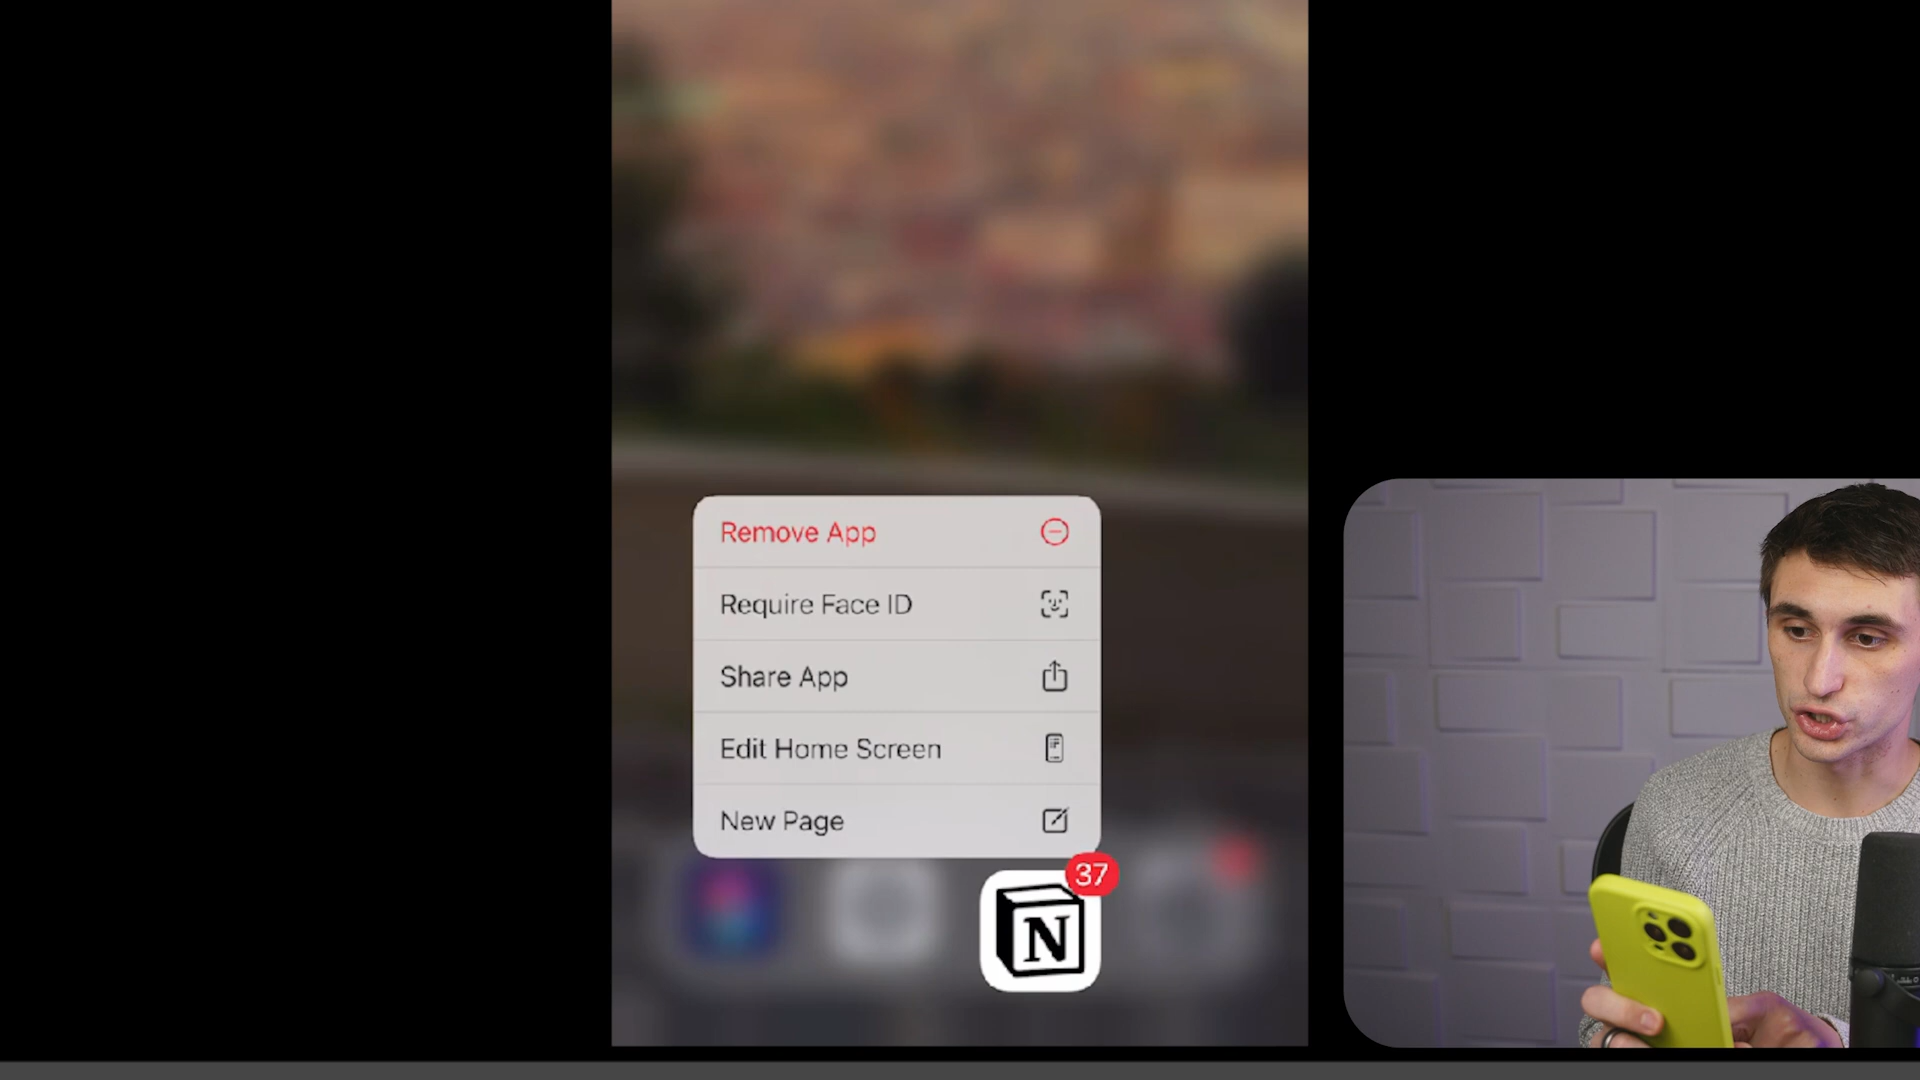 Remove App
Require Face ID
Share App
Edit Home Screen
New Page
37
N